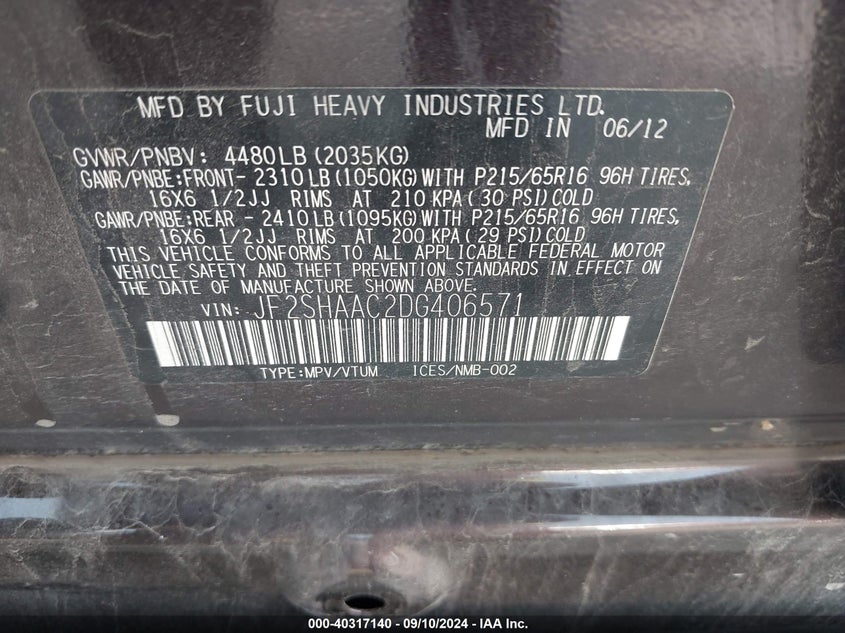 MFD BY FUJI HEAVY INDUSTRIES LTD.
MFD IN 06/12
GVWR/PNBV: 4480LB (2035KG)
GAWR/PNBE:FRONT- 2310LB(1050KG) WITH P215/65R16 96H TIRES,
16X6 1/2JJ RIMS AT 210 KPA(30 PSI)COLD
GAWR/PNBE:REAR - 2410LB(1095KG) WITH P215/65R16 96H TIRES,
16X6 1/2JJ RIMS AT 200 KPA(29 PSI)COLD
THIS VEHICLE CONFORMS TO ALL APPLICABLE FEDERAL MOTOR
VEHICLE SAFETY AND THEFT PREVENTION STANDARDS IN EFFECT ON
THE DATE OF MANUFACTURE SHOWN ABOVE.
VIN: JF2SHAAC2DG406571
TYPE:MPV/VTUM ICES/NMB-002
000-40317140 - 09/10/2024 - IAA Inc.